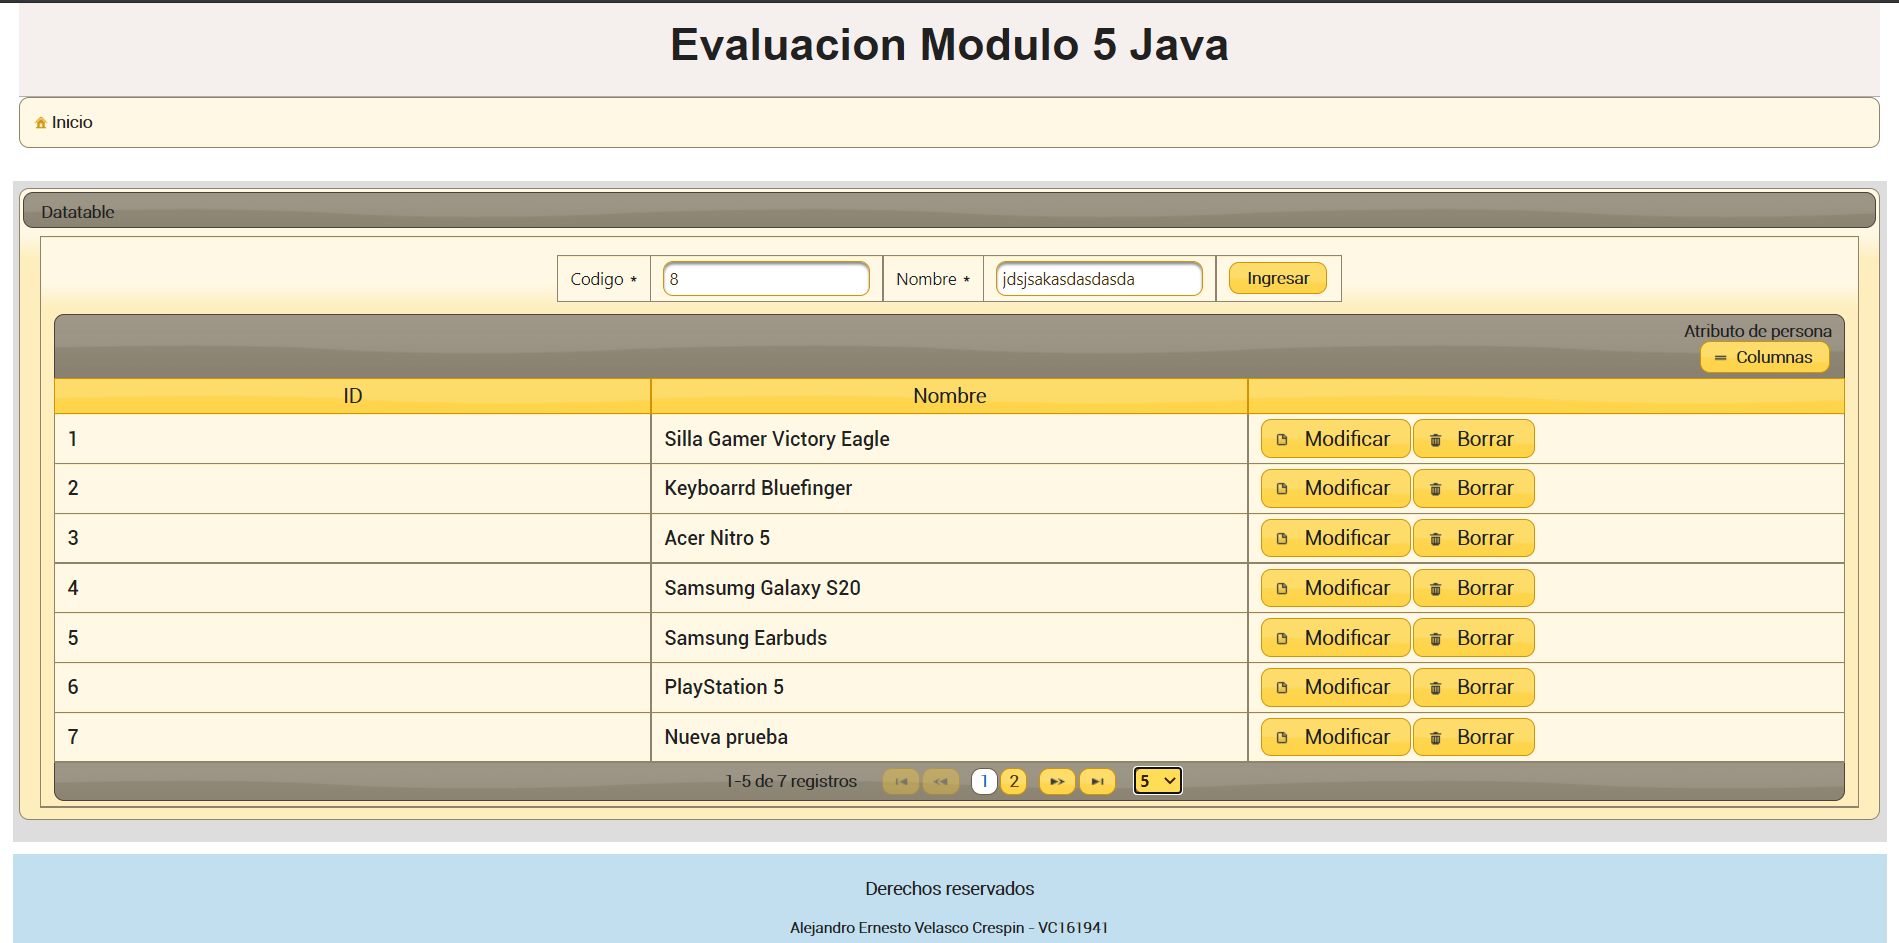 Evaluacion Modulo 5 Java
Inicio
Datatable
Codigo * 8 Nombre * jdsjsakasdasdasda Ingresar
Atributo de persona
Columnas
ID Nombre
1 Silla Gamer Victory Eagle Modificar Borrar
2 Keyboarrd Bluefinger Modificar Borrar
3 Acer Nitro 5 Modificar Borrar
4 Samsumg Galaxy S20 Modificar Borrar
5 Samsung Earbuds Modificar Borrar
6 PlayStation 5 Modificar Borrar
7 Nueva prueba Modificar Borrar
1-5 de 7 registros 1 2 5
Derechos reservados
Alejandro Ernesto Velasco Crespin - VC161941